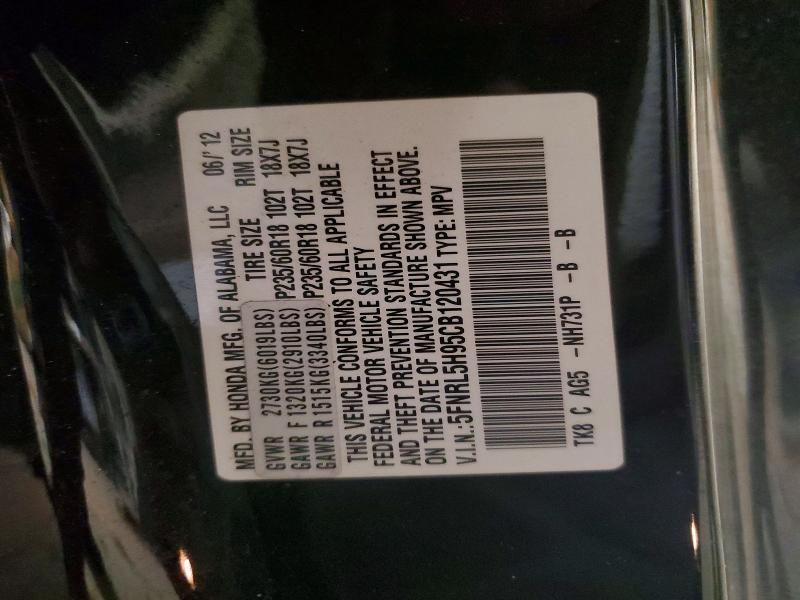 MFD. BY HONDA MFG. OF ALABAMA, LLC 06/'12
GVWR 2730KG(6019LBS) TIRE SIZE RIM SIZE
GAWR F 1320KG(2910LBS) P235/60R18 102T 18X7J
GAWR R 1515KG(3340LBS) P235/60R18 102T 18X7J
THIS VEHICLE CONFORMS TO ALL APPLICABLE
FEDERAL MOTOR VEHICLE SAFETY
AND THEFT PREVENTION STANDARDS IN EFFECT
ON THE DATE OF MANUFACTURE SHOWN ABOVE.
V.I.N.:5FNRL5H95CB120431 TYPE: MPV
TK8 C AG5 -NH731P -B -B